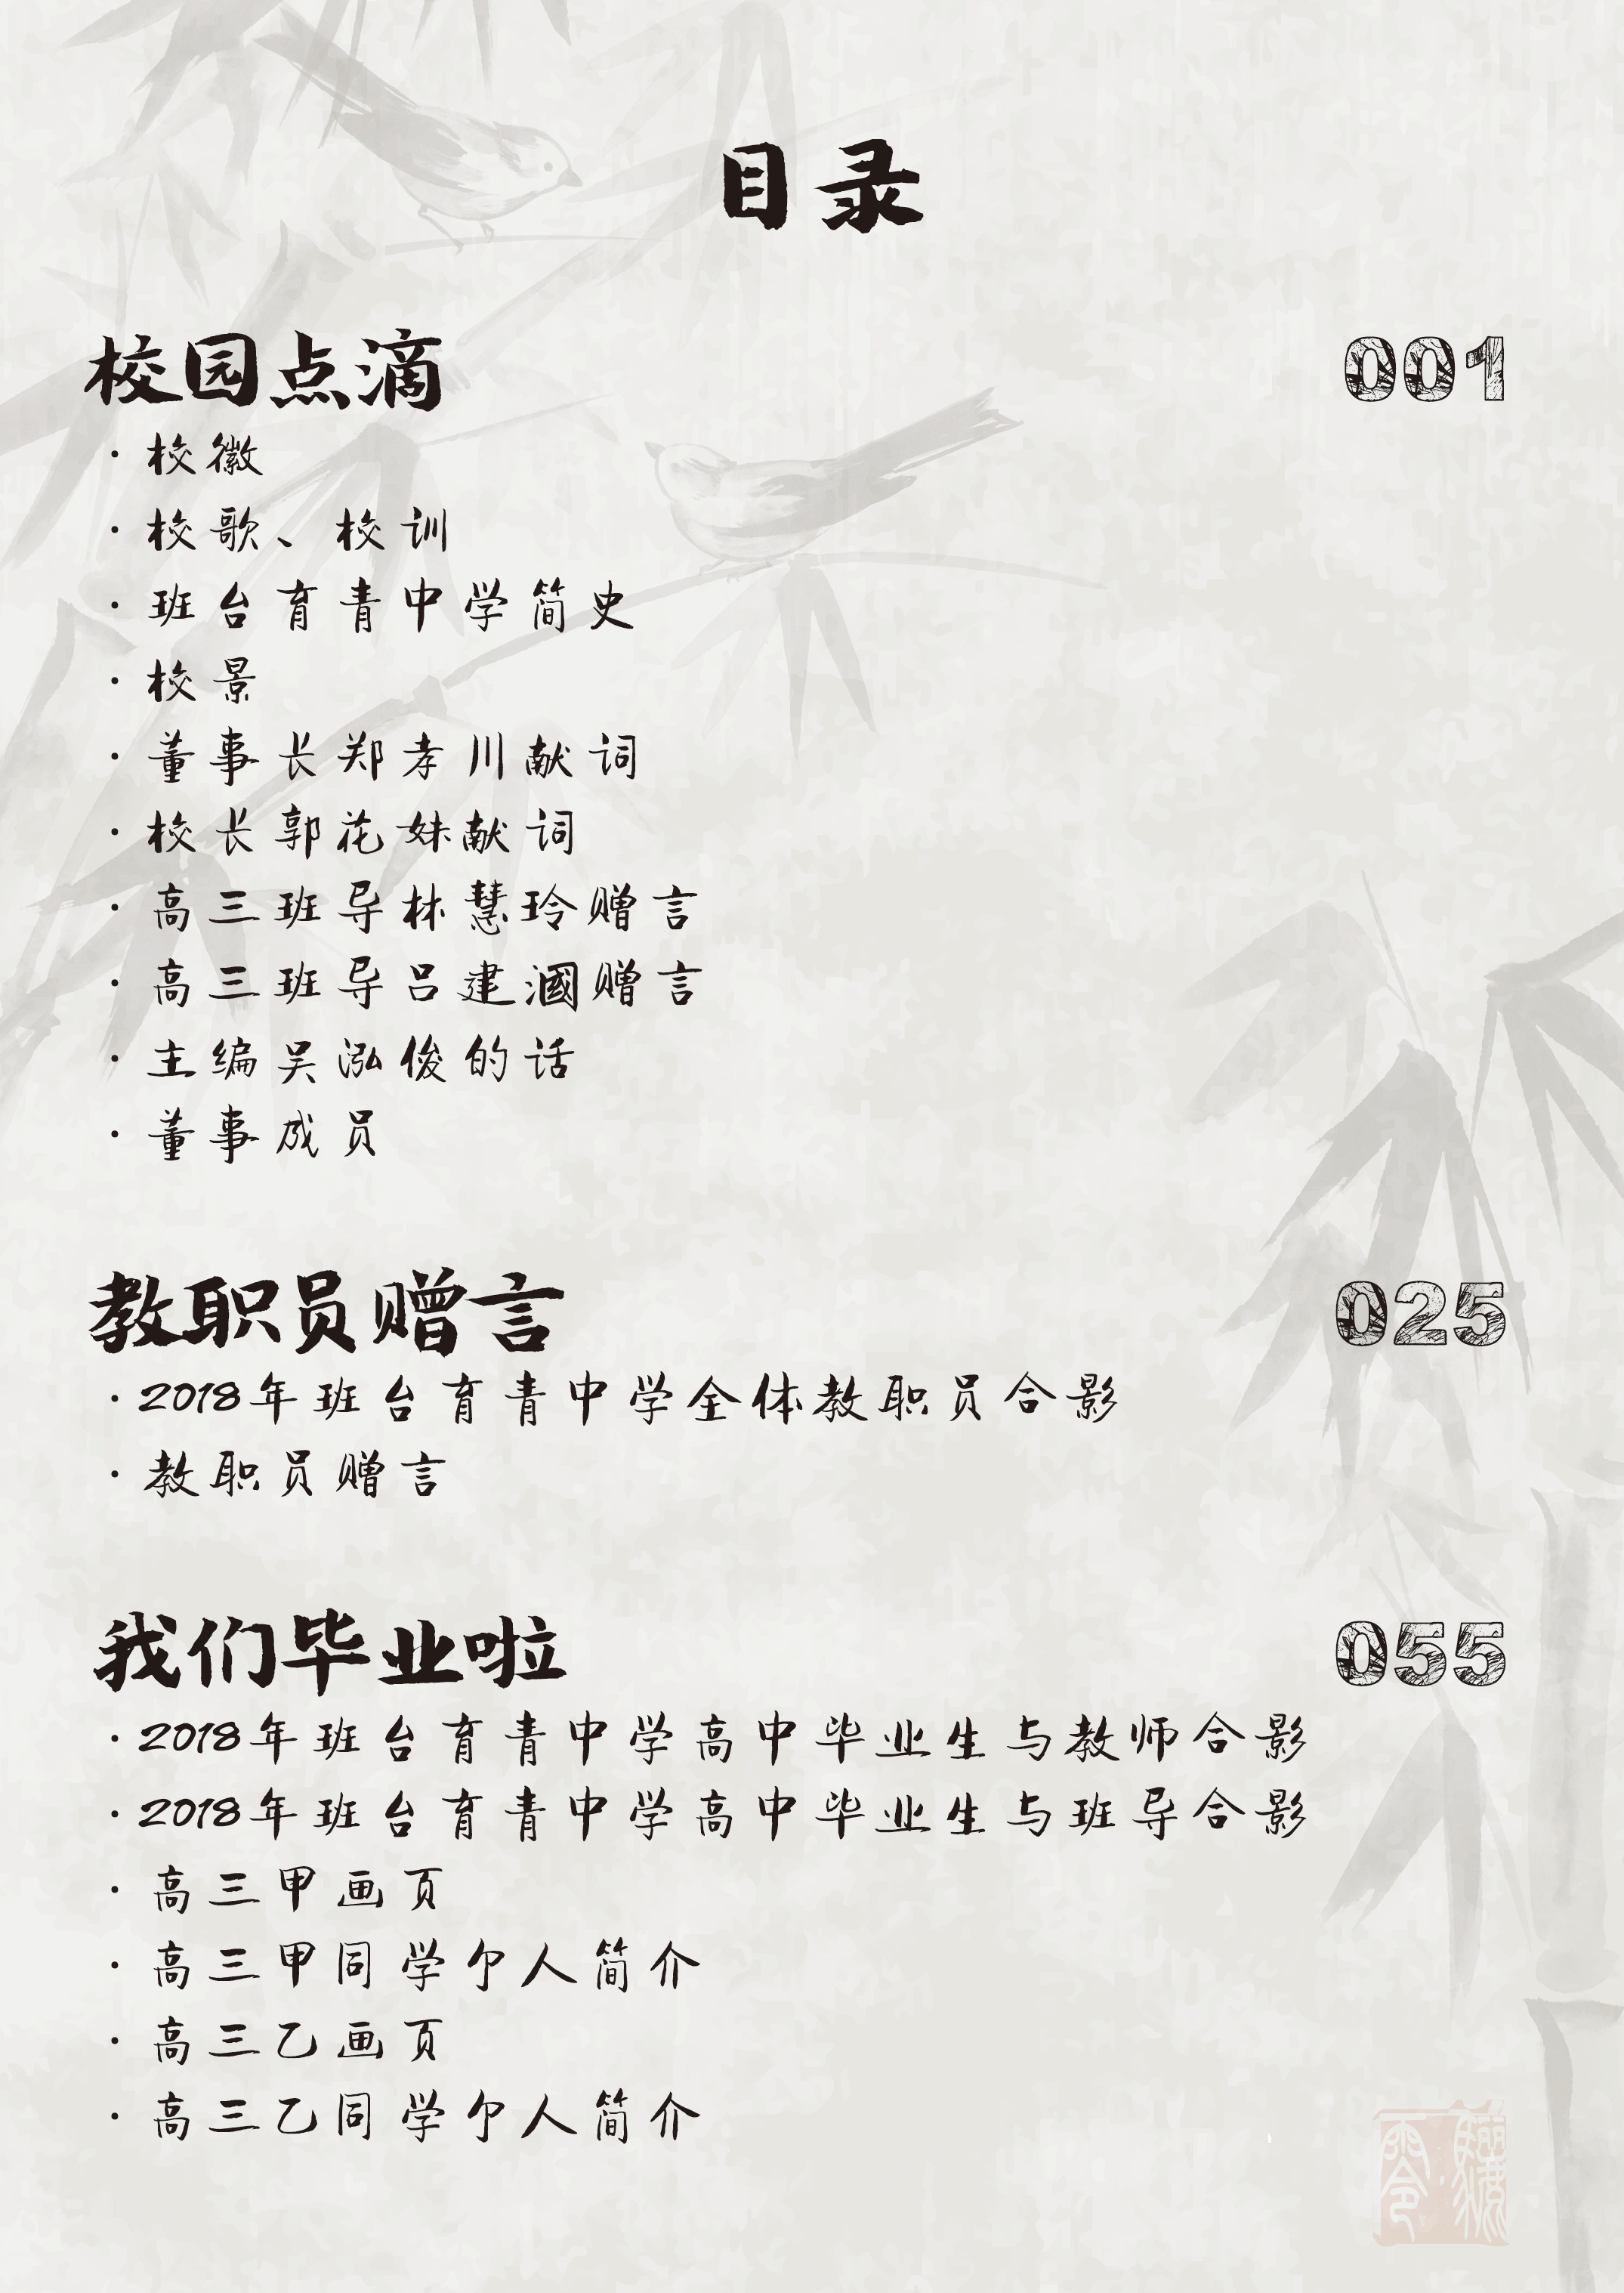 目录
校园点滴 001
· 校徽
· 校歌、校训
· 班台育青中学简史
· 校景
· 董事长郑孝川献词
· 校长郭花妹献词
· 高三班导林慧玲赠言
· 高三班导吕建漍赠言
· 主编吴泓俊的话
· 董事成员
教职员赠言 025
· 2018年班台育青中学全体教职员合影
· 教职员赠言
我们毕业啦 055
· 2018年班台育青中学高中毕业生与教师合影
· 2018年班台育青中学高中毕业生与班导合影
· 高三甲画页
· 高三甲同学个人简介
· 高三乙画页
· 高三乙同学个人简介